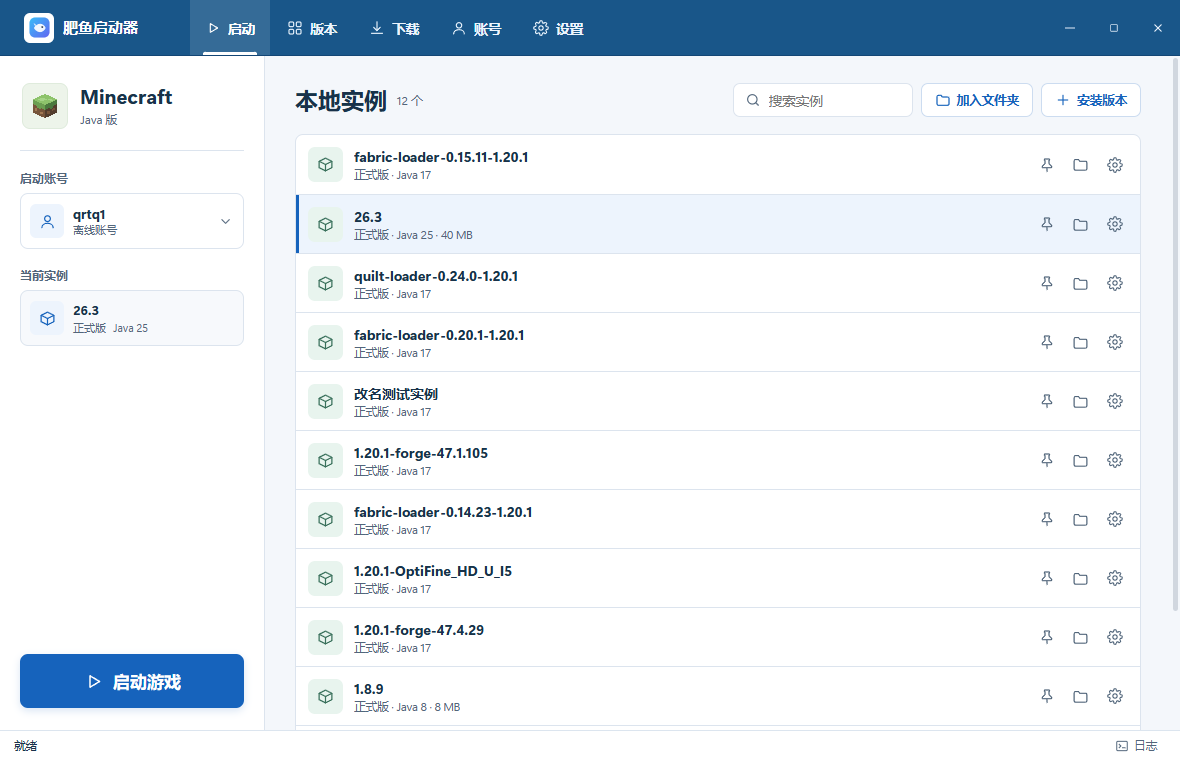 肥鱼启动器
启动
版本
下载
账号
设置
Minecraft
Java 版
启动账号
qrtq1
离线账号
当前实例
26.3
正式版 Java 25
启动游戏
本地实例 12 个
搜索实例
加入文件夹
安装版本
fabric-loader-0.15.11-1.20.1
正式版 · Java 17
26.3
正式版 · Java 25 · 40 MB
quilt-loader-0.24.0-1.20.1
正式版 · Java 17
fabric-loader-0.20.1-1.20.1
正式版 · Java 17
改名测试实例
正式版 · Java 17
1.20.1-forge-47.1.105
正式版 · Java 17
fabric-loader-0.14.23-1.20.1
正式版 · Java 17
1.20.1-OptiFine_HD_U_I5
正式版 · Java 17
1.20.1-forge-47.4.29
正式版 · Java 17
1.8.9
正式版 · Java 8 · 8 MB
就绪
日志